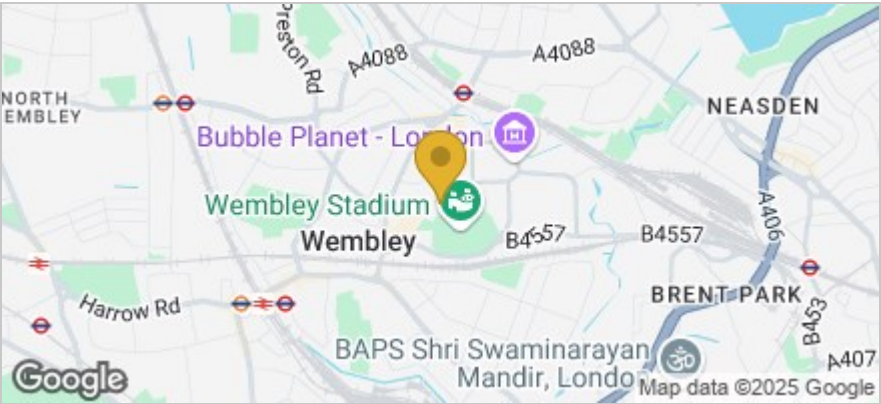 Preston Rd
A4088
A4088
NORTH
EMBLEY
NEASDEN
Bubble Planet - London
A406
Wembley Stadium
Wembley
B4557
B4557
BRENT PARK
Harrow Rd
B453
BAPS Shri Swaminarayan
Mandir, London
A407
Google
Map data ©2025 Google